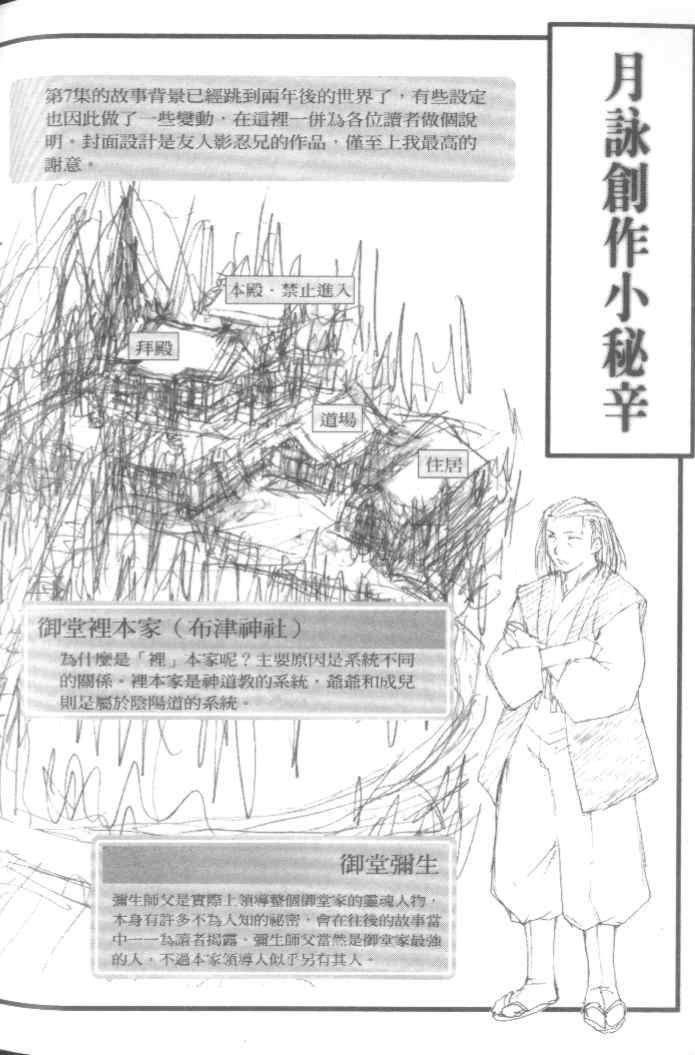 月詠創作小秘辛
第7集的故事背景已經跳到兩年後的世界了，有些設定
也因此做了一些變動，在這裡一併為各位讀者做個說
明。封面設計是友人影忍兄的作品，僅至上我最高的
謝意。
本殿‧禁止進入
拜殿
道場
住居
御堂裡本家（布津神社）
為什麼是「裡」本家呢？主要原因是系統不同
的關係。裡本家是神道教的系統，爺爺和成兒
則是屬於陰陽道的系統。
御堂彌生
彌生師父是實際上領導整個御堂家的靈魂人物，
本身有許多不為人知的祕密，會在往後的故事當
中一一為讀者揭露。彌生師父當然是御堂家最強
的人，不過本家領導人似乎另有其人。